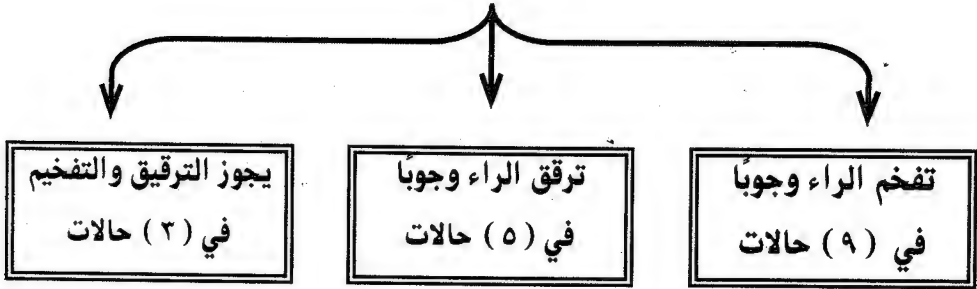 تفخم الراء وجوبًا
في (٩) حالات
ترقق الراء وجوبًا
في (٥) حالات
يجوز الترقيق والتفخيم
في (٣) حالات